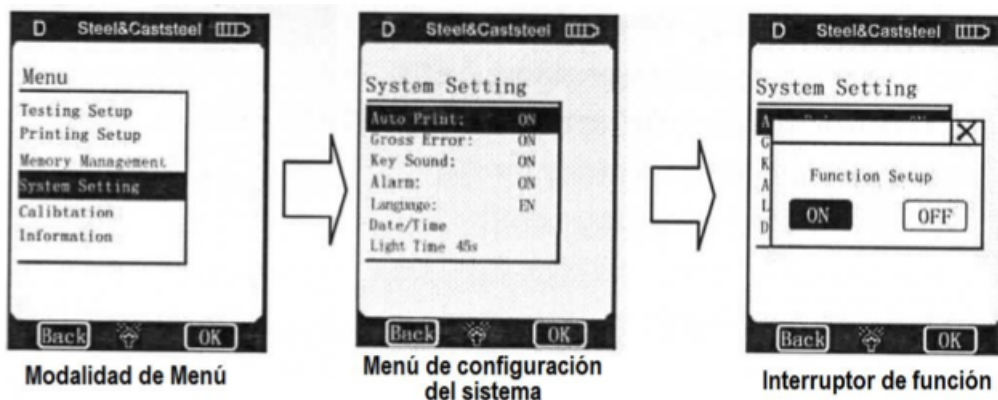 D Steel&Caststeel
Menu
Testing Setup
Printing Setup
Memory Management
System Setting
Calibtation
Information
Back OK
Modalidad de Menú
D Steel&Caststeel
System Setting
Auto Print: ON
Gross Error: ON
Key Sound: ON
Alarm: ON
Language: EN
Date/Time
Light Time 45s
Back OK
Menú de configuración
del sistema
D Steel&Caststeel
System Setting
A
G
K
A
L
D
Function Setup
ON OFF
Back OK
Interruptor de función